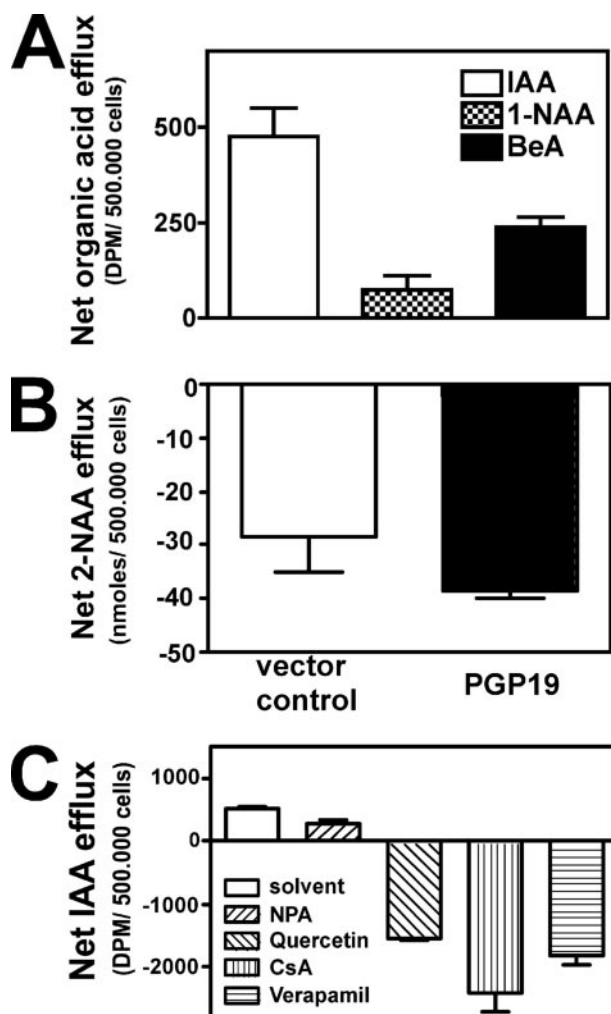 A
Net organic acid efflux
(DPM/ 500.000 cells)
500
250
0
IAA
1-NAA
BeA
B
Net 2-NAA efflux
(nmoles/ 500.000 cells)
0
-10
-20
-30
-40
-50
vector
control
PGP19
C
Net IAA efflux
(DPM/ 500.000 cells)
1000
0
-1000
-2000
solvent
NPA
Quercetin
CsA
Verapamil